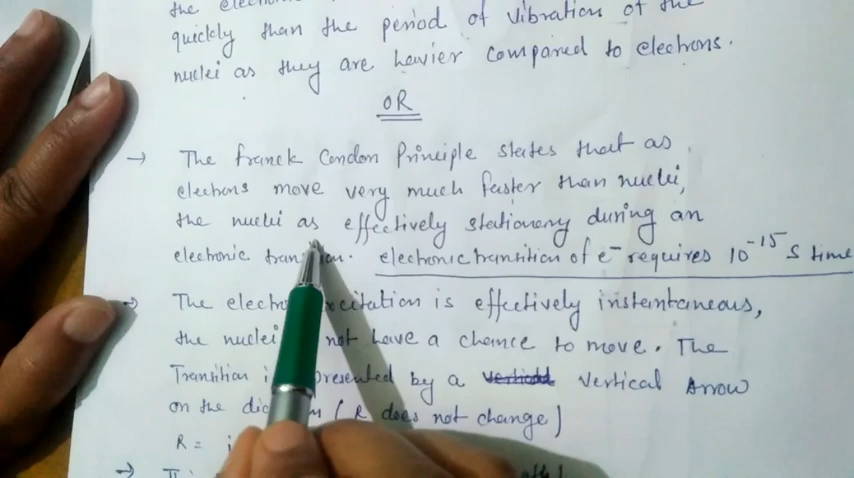 the
quickly than the period of vibration of the
nuclei as they are heavier compared to electrons.
OR
→ The franck Condon Principle states that as
electrons move very much faster than nuclei,
the nuclei as effectively stationary during an
electronic transition. electronic transition of e⁻ requires 10⁻¹⁵ s time
→ The electro xcitation is effectively instantaneous,
the nuclei not have a chance to move. The
Transition i presented by a vertical Arrow
on the di m (R does not change)
R = i
→